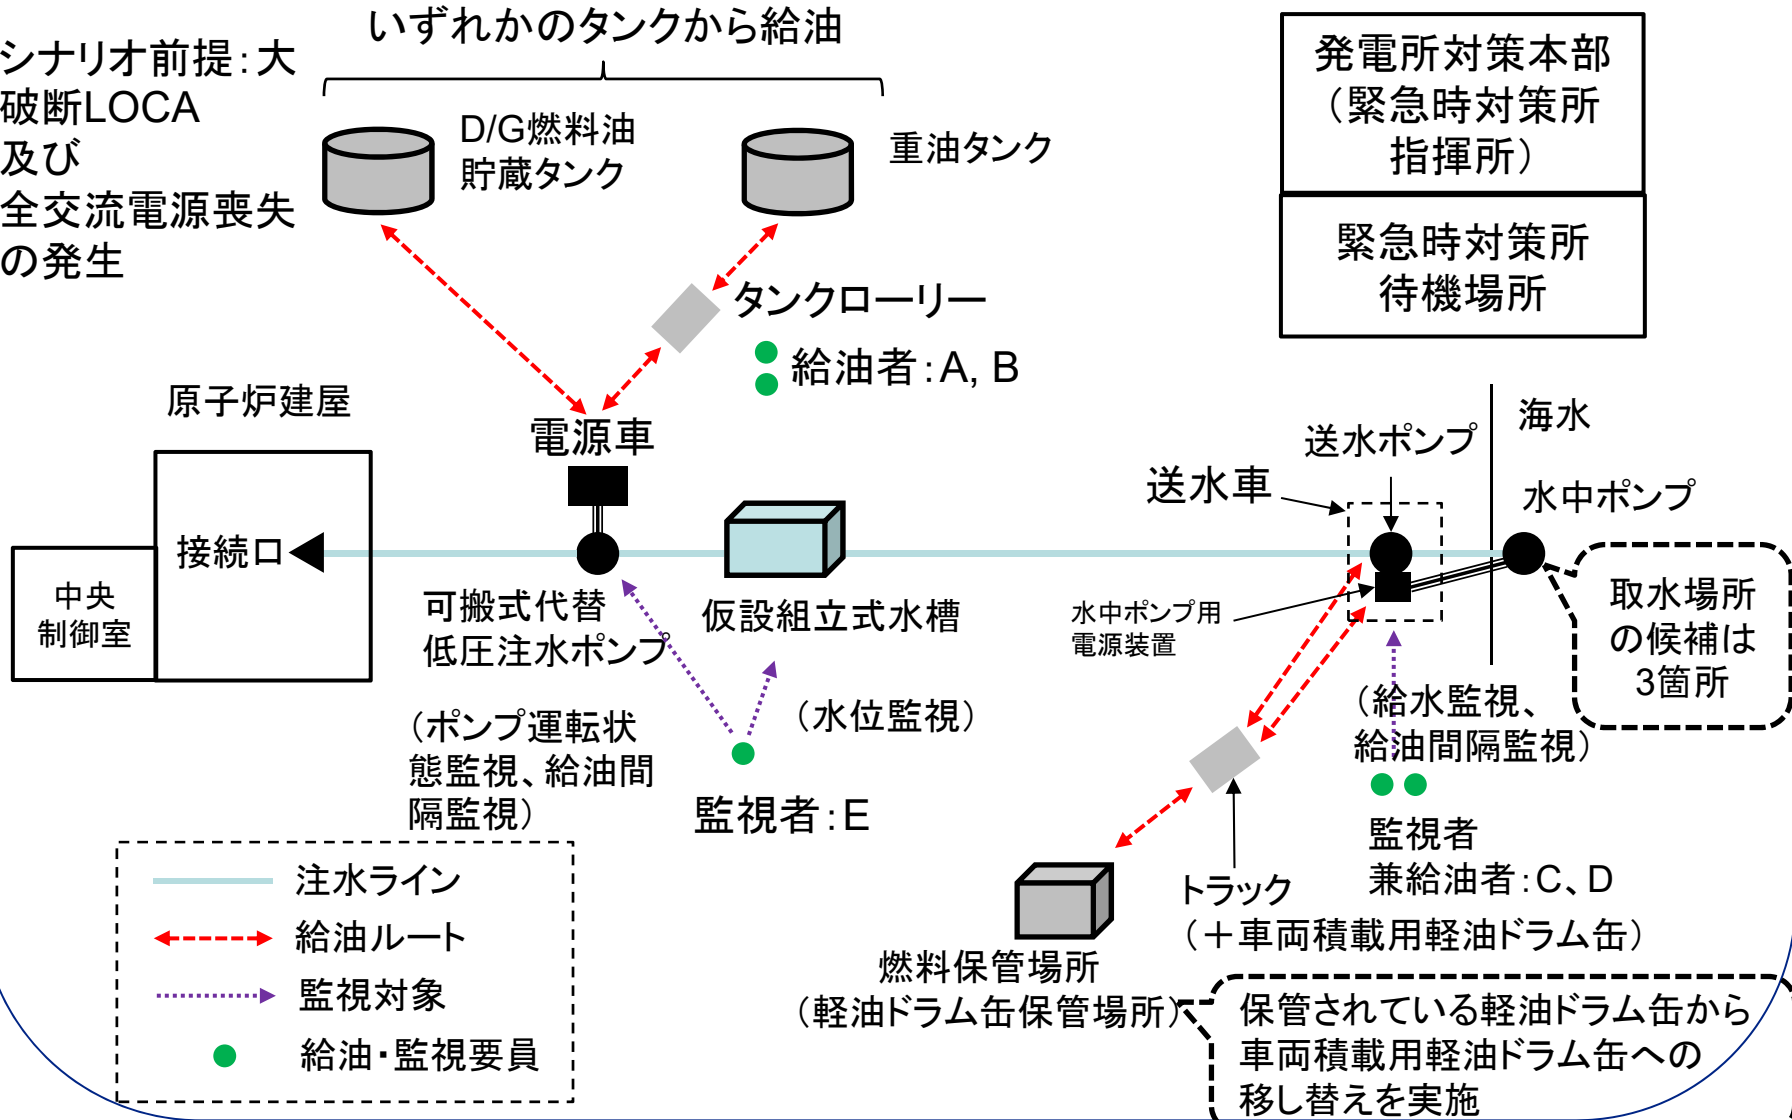 いずれかのタンクから給油
シナリオ前提：大
破断LOCA
及び
全交流電源喪失
の発生
D/G燃料油
貯蔵タンク
重油タンク
発電所対策本部
（緊急時対策所
指揮所）
緊急時対策所
待機場所
タンクローリー
給油者：A, B
原子炉建屋
電源車
海水
送水ポンプ
送水車
水中ポンプ
接続口
中央
制御室
可搬式代替
低圧注水ポンプ
仮設組立式水槽
水中ポンプ用
電源装置
取水場所
の候補は
3箇所
（ポンプ運転状
態監視、給油間
隔監視）
（水位監視）
（給水監視、
給油間隔監視）
監視者：E
監視者
兼給油者：C、D
トラック
（＋車両積載用軽油ドラム缶）
燃料保管場所
（軽油ドラム缶保管場所）
保管されている軽油ドラム缶から
車両積載用軽油ドラム缶への
移し替えを実施
注水ライン
給油ルート
監視対象
給油・監視要員